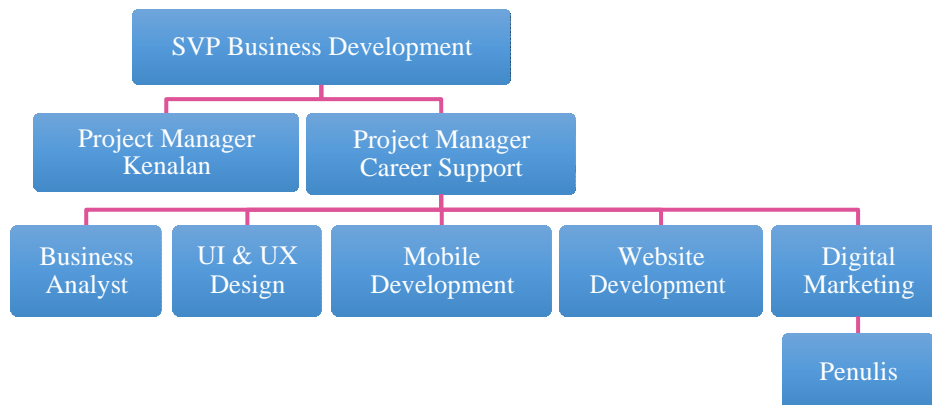 SVP Business Development
Project Manager
Kenalan
Project Manager
Career Support
Business
Analyst
UI & UX
Design
Mobile
Development
Website
Development
Digital
Marketing
Penulis